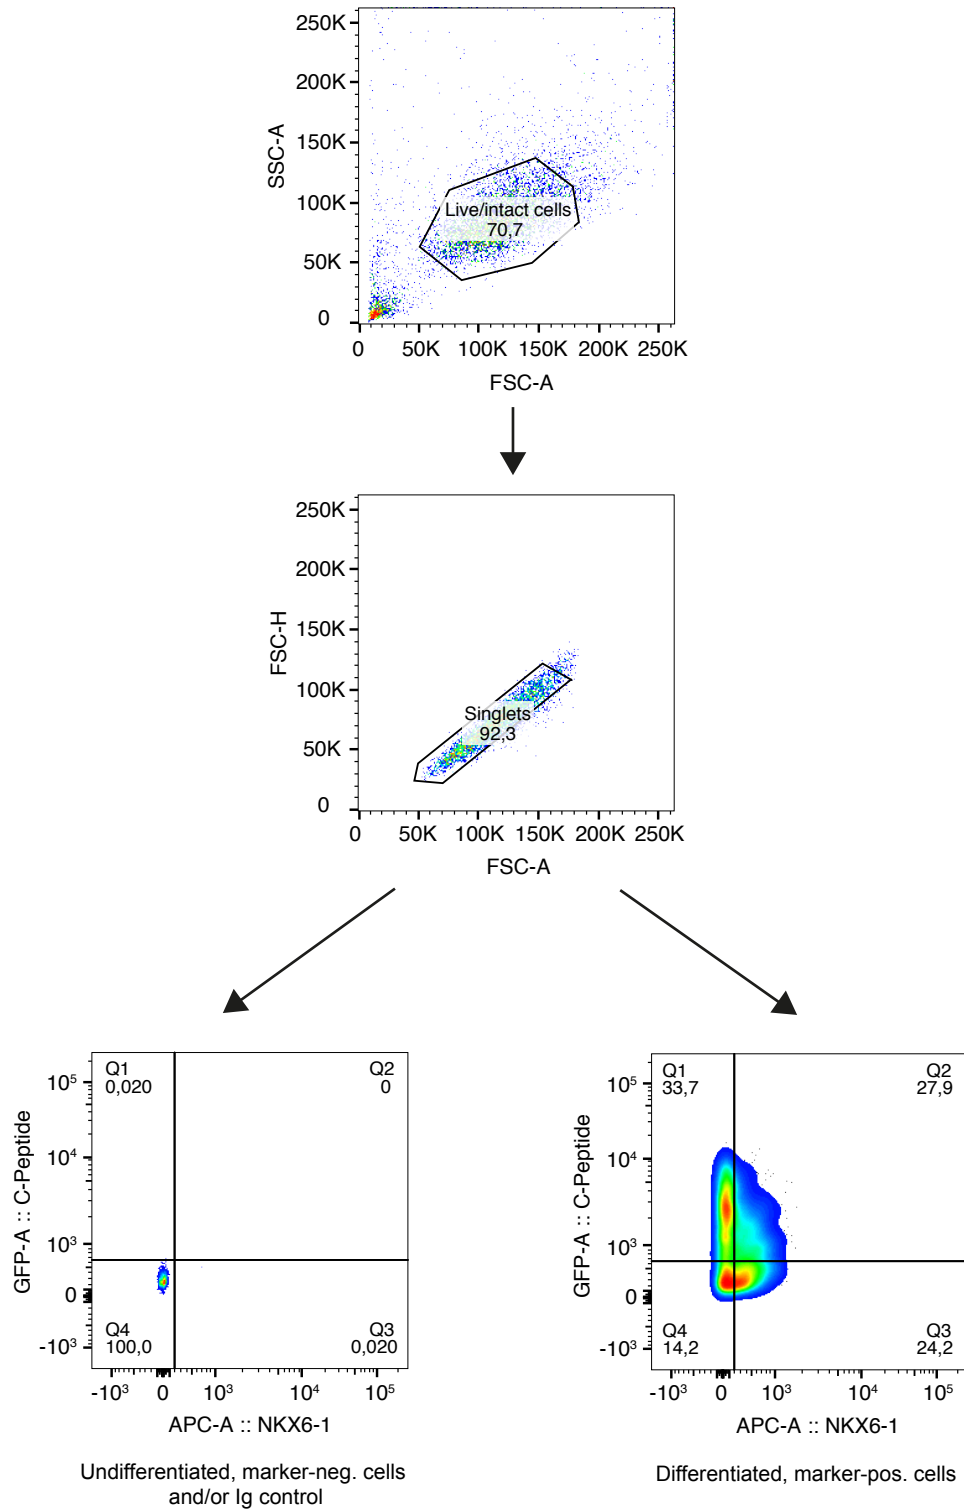 250K
200K
150K
100K
50K
0
SSC-A
Live/intact cells
70,7
0 50K 100K 150K 200K 250K
FSC-A
250K
200K
150K
100K
50K
0
FSC-H
Singlets
92,3
0 50K 100K 150K 200K 250K
FSC-A
Q1
0,020
Q2
0
10⁵
10⁴
10³
0
-10³
GFP-A :: C-Peptide
Q4
100,0
Q3
0,020
-10³ 0 10³ 10⁴ 10⁵
APC-A :: NKX6-1
Undifferentiated, marker-neg. cells
and/or Ig control
Q1
33,7
Q2
27,9
10⁵
10⁴
10³
0
-10³
GFP-A :: C-Peptide
Q4
14,2
Q3
24,2
-10³ 0 10³ 10⁴ 10⁵
APC-A :: NKX6-1
Differentiated, marker-pos. cells